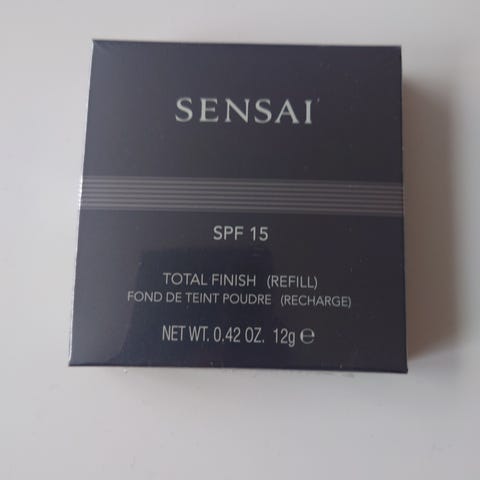 SENSAI
SPF 15
TOTAL FINISH (REFILL)
FOND DE TEINT POUDRE (RECHARGE)
NET WT. 0.42 OZ. 12g ℮